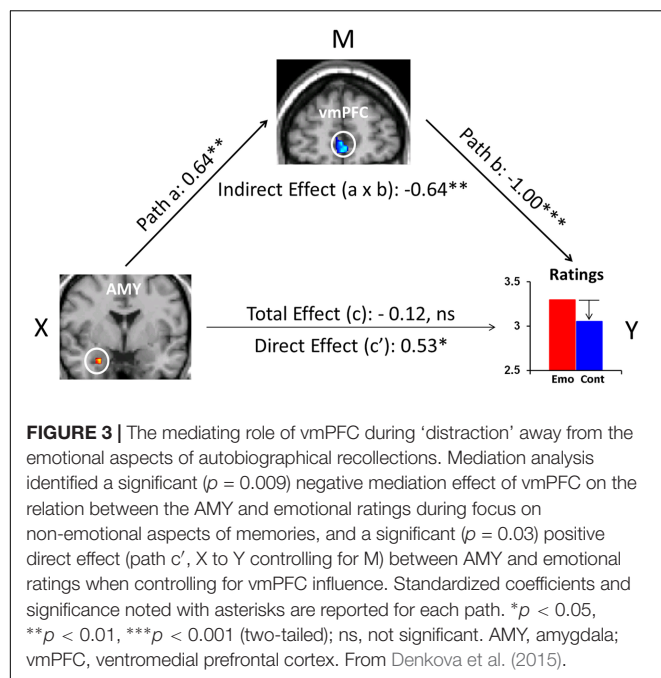 M
vmPFC
Path a: 0.64**
Path b: -1.00***
Indirect Effect (a x b): -0.64**
AMY
X
Total Effect (c): - 0.12, ns
Direct Effect (c’): 0.53*
Ratings
3.5
3
2.5
Emo Cont
Y
FIGURE 3 | The mediating role of vmPFC during ‘distraction’ away from the
emotional aspects of autobiographical recollections. Mediation analysis
identified a significant (p = 0.009) negative mediation effect of vmPFC on the
relation between the AMY and emotional ratings during focus on
non-emotional aspects of memories, and a significant (p = 0.03) positive
direct effect (path c′, X to Y controlling for M) between AMY and emotional
ratings when controlling for vmPFC influence. Standardized coefficients and
significance noted with asterisks are reported for each path. *p < 0.05,
**p < 0.01, ***p < 0.001 (two-tailed); ns, not significant. AMY, amygdala;
vmPFC, ventromedial prefrontal cortex. From Denkova et al. (2015).